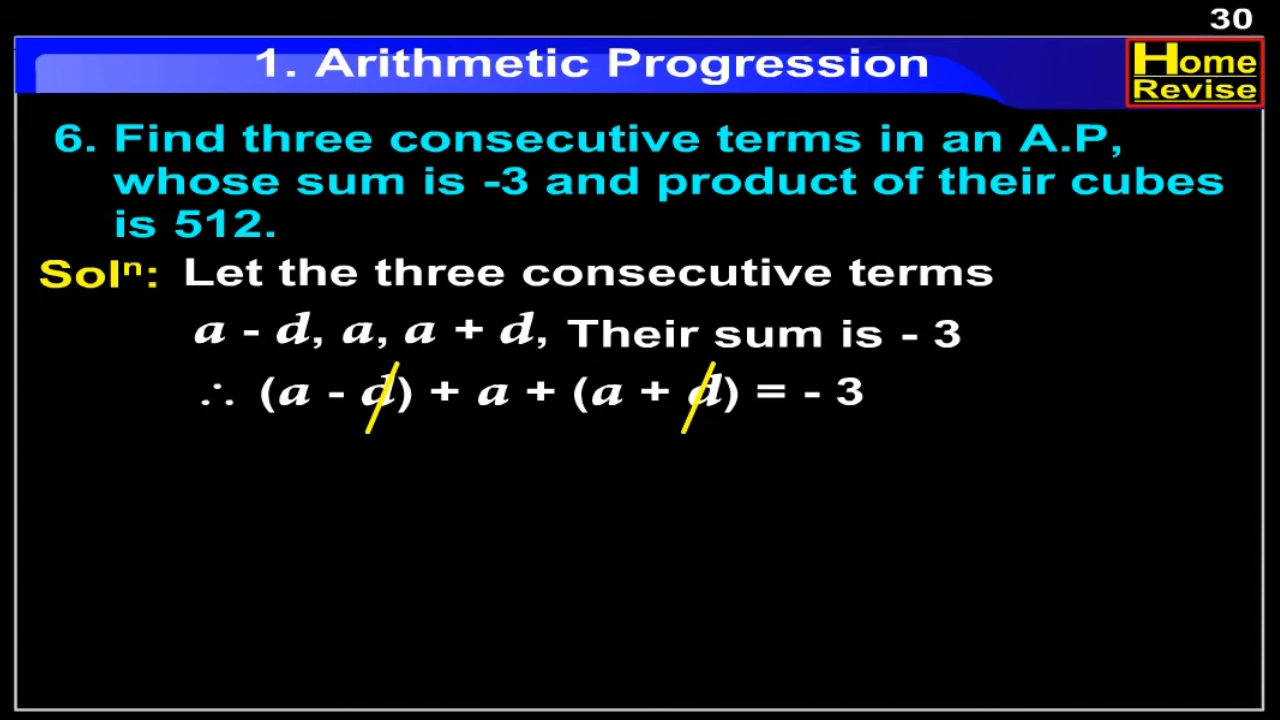 30
1. Arithmetic Progression
Home
Revise
6. Find three consecutive terms in an A.P,
whose sum is -3 and product of their cubes
is 512.
Solⁿ: Let the three consecutive terms
a - d, a, a + d, Their sum is - 3
∴ (a - d) + a + (a + d) = - 3